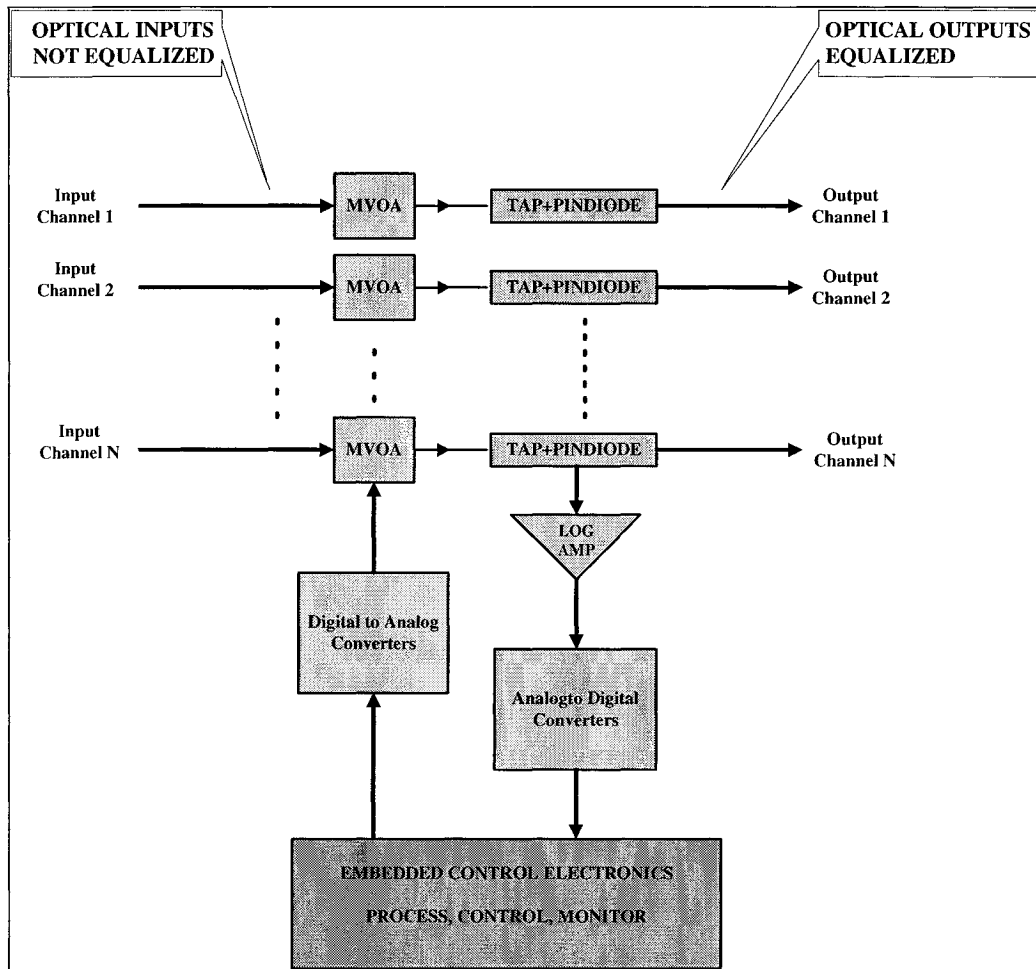 OPTICAL INPUTS
NOT EQUALIZED
OPTICAL OUTPUTS
EQUALIZED
Input
Channel 1
MVOA
TAP+PINDIODE
Output
Channel 1
Input
Channel 2
MVOA
TAP+PINDIODE
Output
Channel 2
Input
Channel N
MVOA
TAP+PINDIODE
Output
Channel N
LOG
AMP
Digital to Analog
Converters
Analogto Digital
Converters
EMBEDDED CONTROL ELECTRONICS
PROCESS, CONTROL, MONITOR